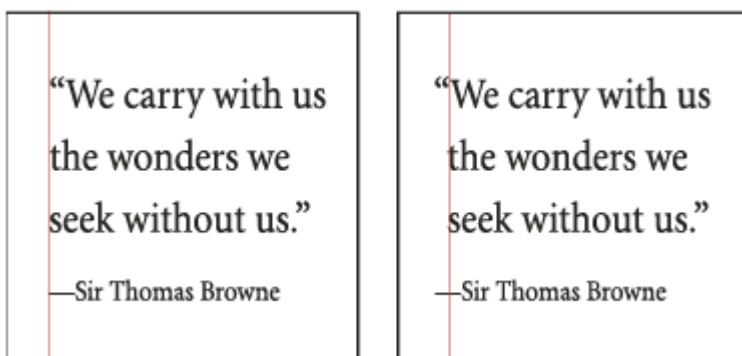 “We carry with us
the wonders we
seek without us.”
—Sir Thomas Browne
“We carry with us
the wonders we
seek without us.”
—Sir Thomas Browne